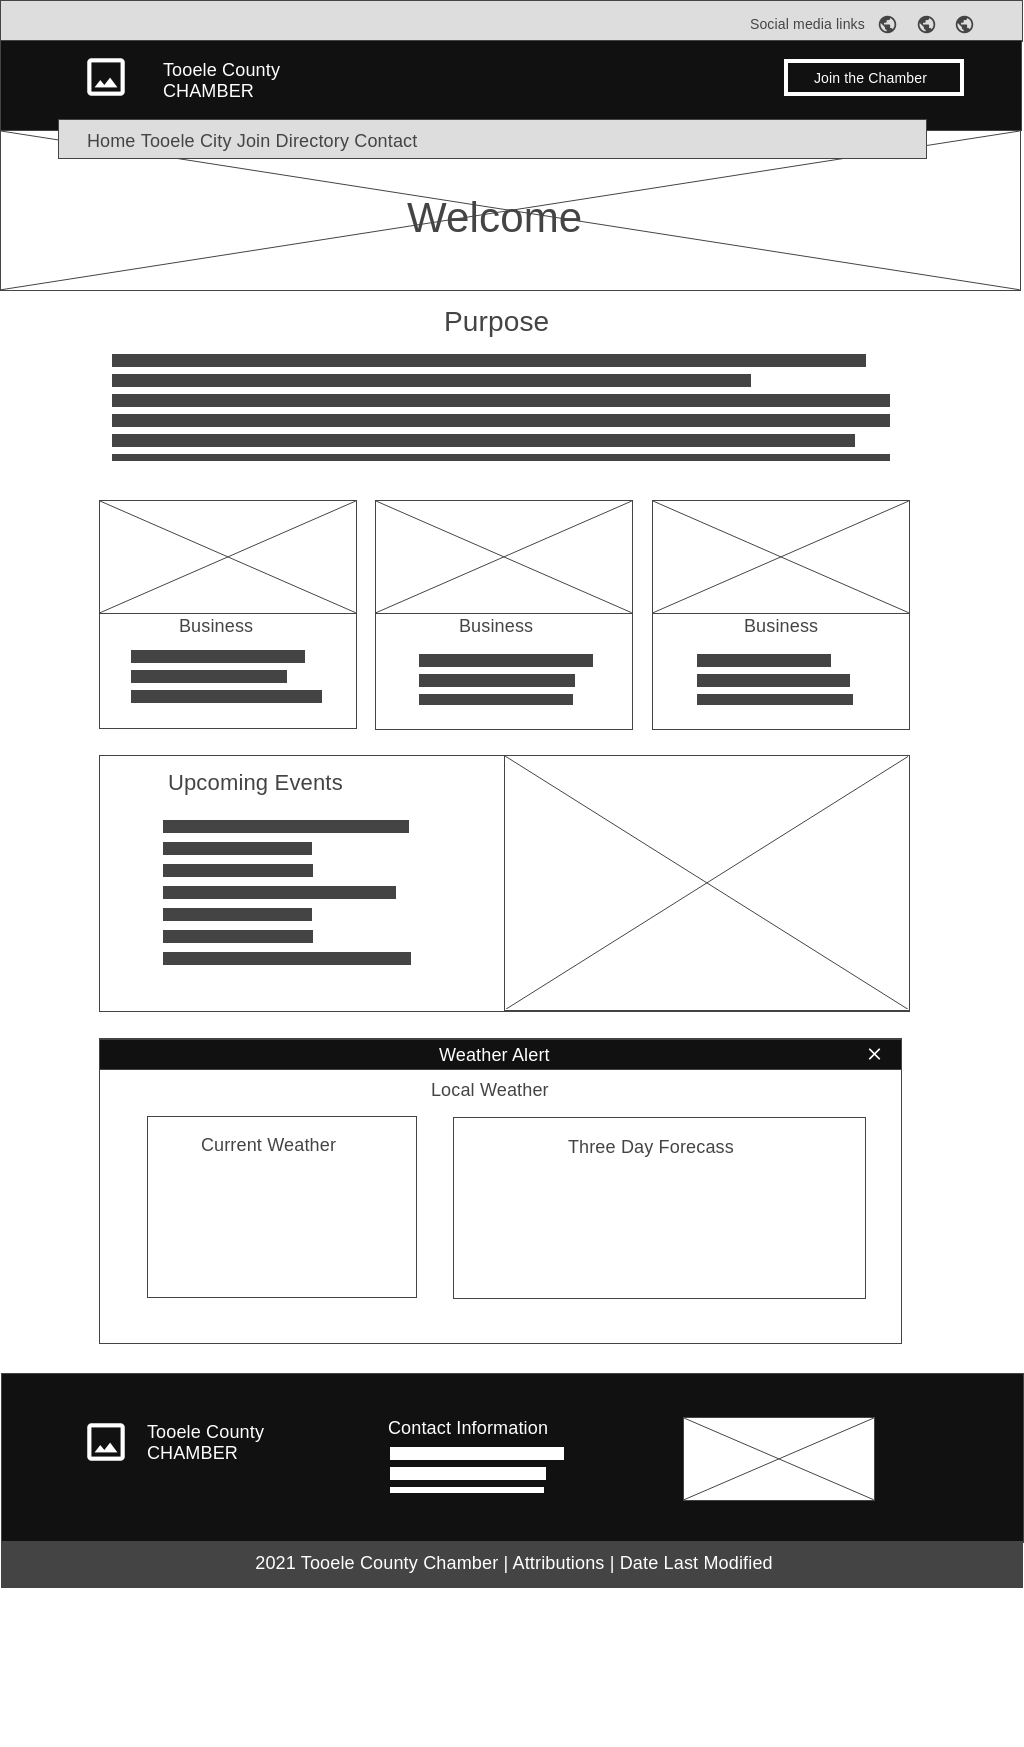 Social media links
Tooele County
CHAMBER
Join the Chamber
Home Tooele City Join Directory Contact
Welcome
Purpose
Business
Business
Business
Upcoming Events
Weather Alert
Local Weather
Current Weather
Three Day Forecass
Tooele County
CHAMBER
Contact Information
2021 Tooele County Chamber | Attributions | Date Last Modified